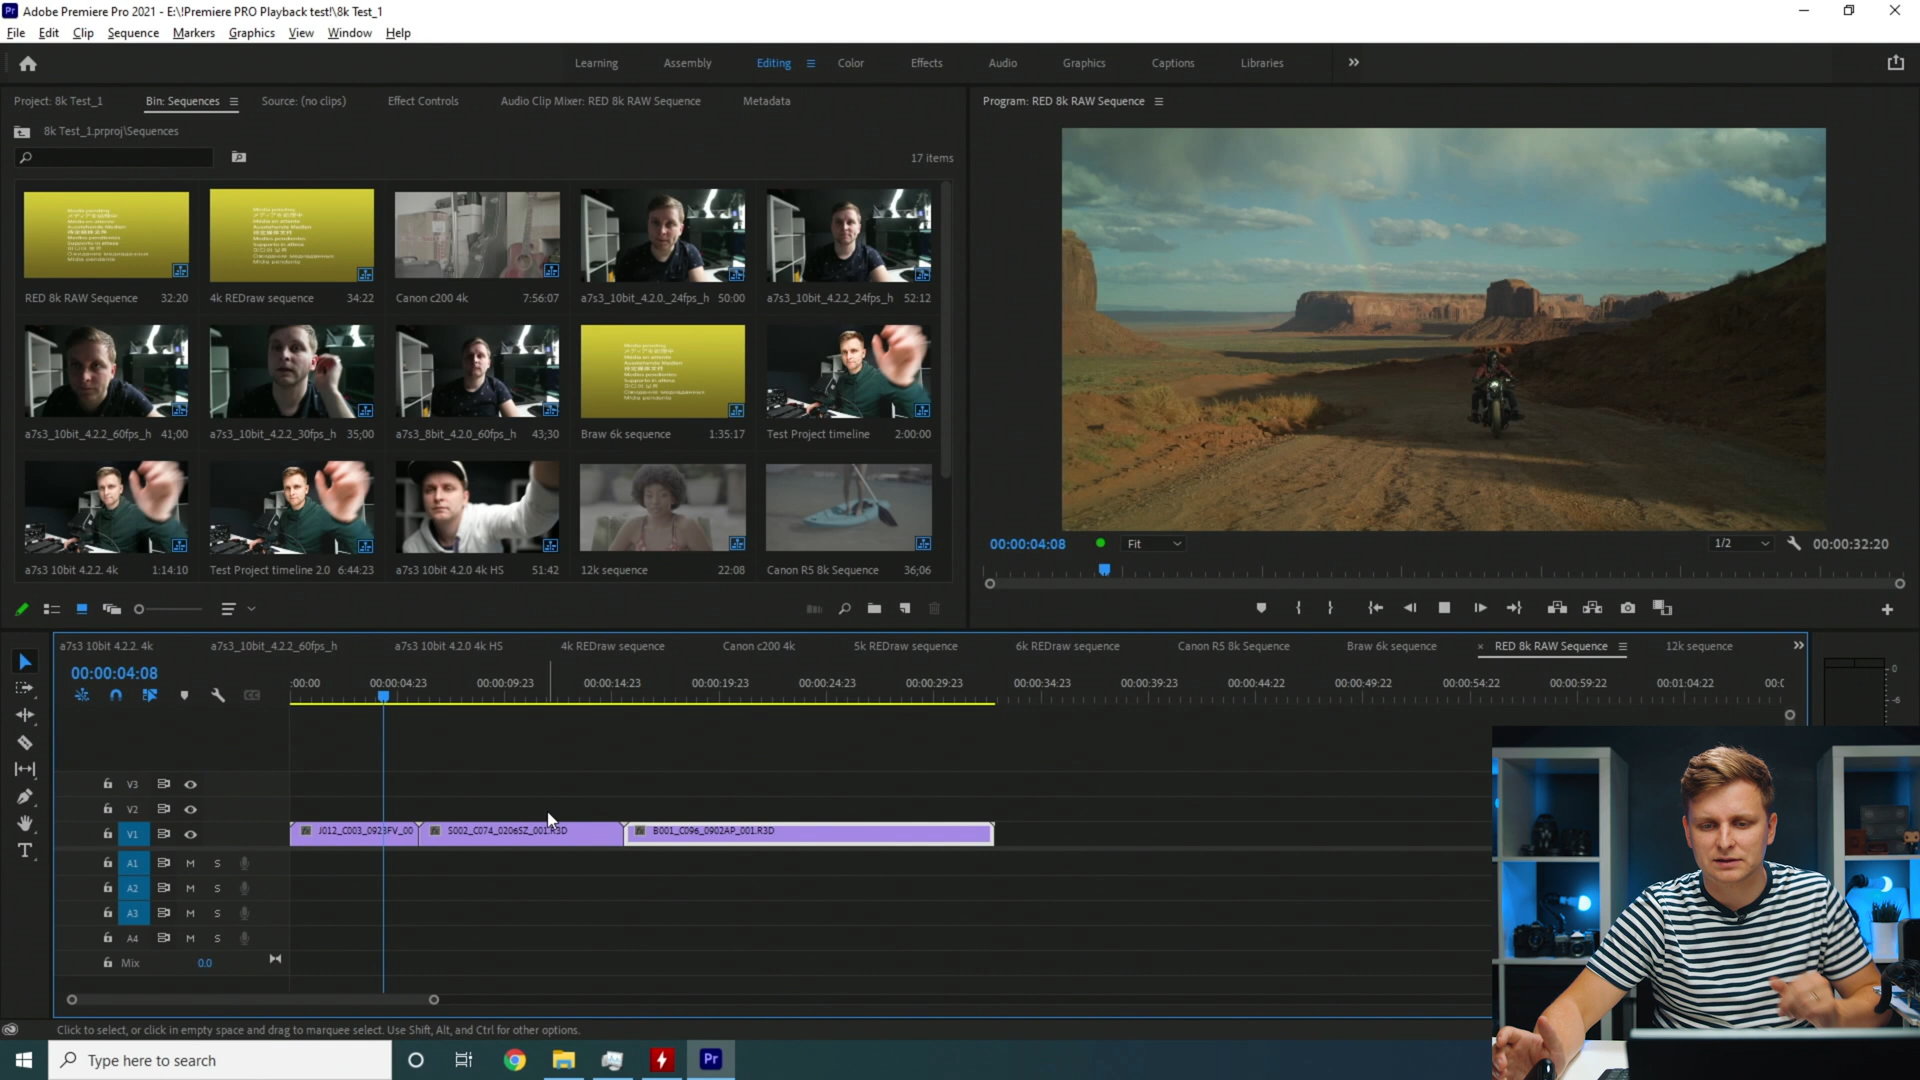 Adobe Premiere Pro 2021 - E:\!Premiere PRO Playback test!\8k Test_1
File Edit Clip Sequence Markers Graphics View Window Help
Learning Assembly Editing Color Effects Audio Graphics Captions Libraries
Project: 8k Test_1 Bin: Sequences Source: (no clips) Effect Controls Audio Clip Mixer: RED 8k RAW Sequence Metadata
Program: RED 8k RAW Sequence
8k Test_1.prproj\Sequences
17 items
RED 8k RAW Sequence 32:20
4k REDraw sequence 34:22
Canon c200 4k 7:56:07
a7s3_10bit_4.2.0._24fps_h 50:00
a7s3_10bit_4.2.2_24fps_h 52:12
a7s3_10bit_4.2.2_60fps_h 41;00
a7s3_10bit_4.2.2_30fps_h 35;00
a7s3_8bit_4.2.0_60fps_h 43;30
Braw 6k sequence 1:35:17
Test Project timeline 2:00:00
a7s3 10bit 4.2.2. 4k 1:14:10
Test Project timeline 2.0 6:44:23
a7s3 10bit 4.2.0 4k HS 51:42
12k sequence 22:08
Canon R5 8k Sequence 36;06
00:00:04:08 Fit 1/2 00:00:32:20
a7s3 10bit 4.2.2. 4k a7s3_10bit_4.2.2_60fps_h a7s3 10bit 4.2.0 4k HS 4k REDraw sequence Canon c200 4k 5k REDraw sequence 6k REDraw sequence Canon R5 8k Sequence Braw 6k sequence × RED 8k RAW Sequence 12k sequence
00:00:04:08
:00:00 00:00:04:23 00:00:09:23 00:00:14:23 00:00:19:23 00:00:24:23 00:00:29:23 00:00:34:23 00:00:39:23 00:00:44:22 00:00:49:22 00:00:54:22 00:00:59:22 00:01:04:22 00:0
0
-6
V3
V2
V1 J012_C003_0923FV_00 S002_C074_0206SZ_001.R3D B001_C096_0902AP_001.R3D
A1 M S
A2 M S
A3 M S
A4 M S
Mix 0.0
Click to select, or click in empty space and drag to marquee select. Use Shift, Alt, and Ctrl for other options.
Type here to search
Pr